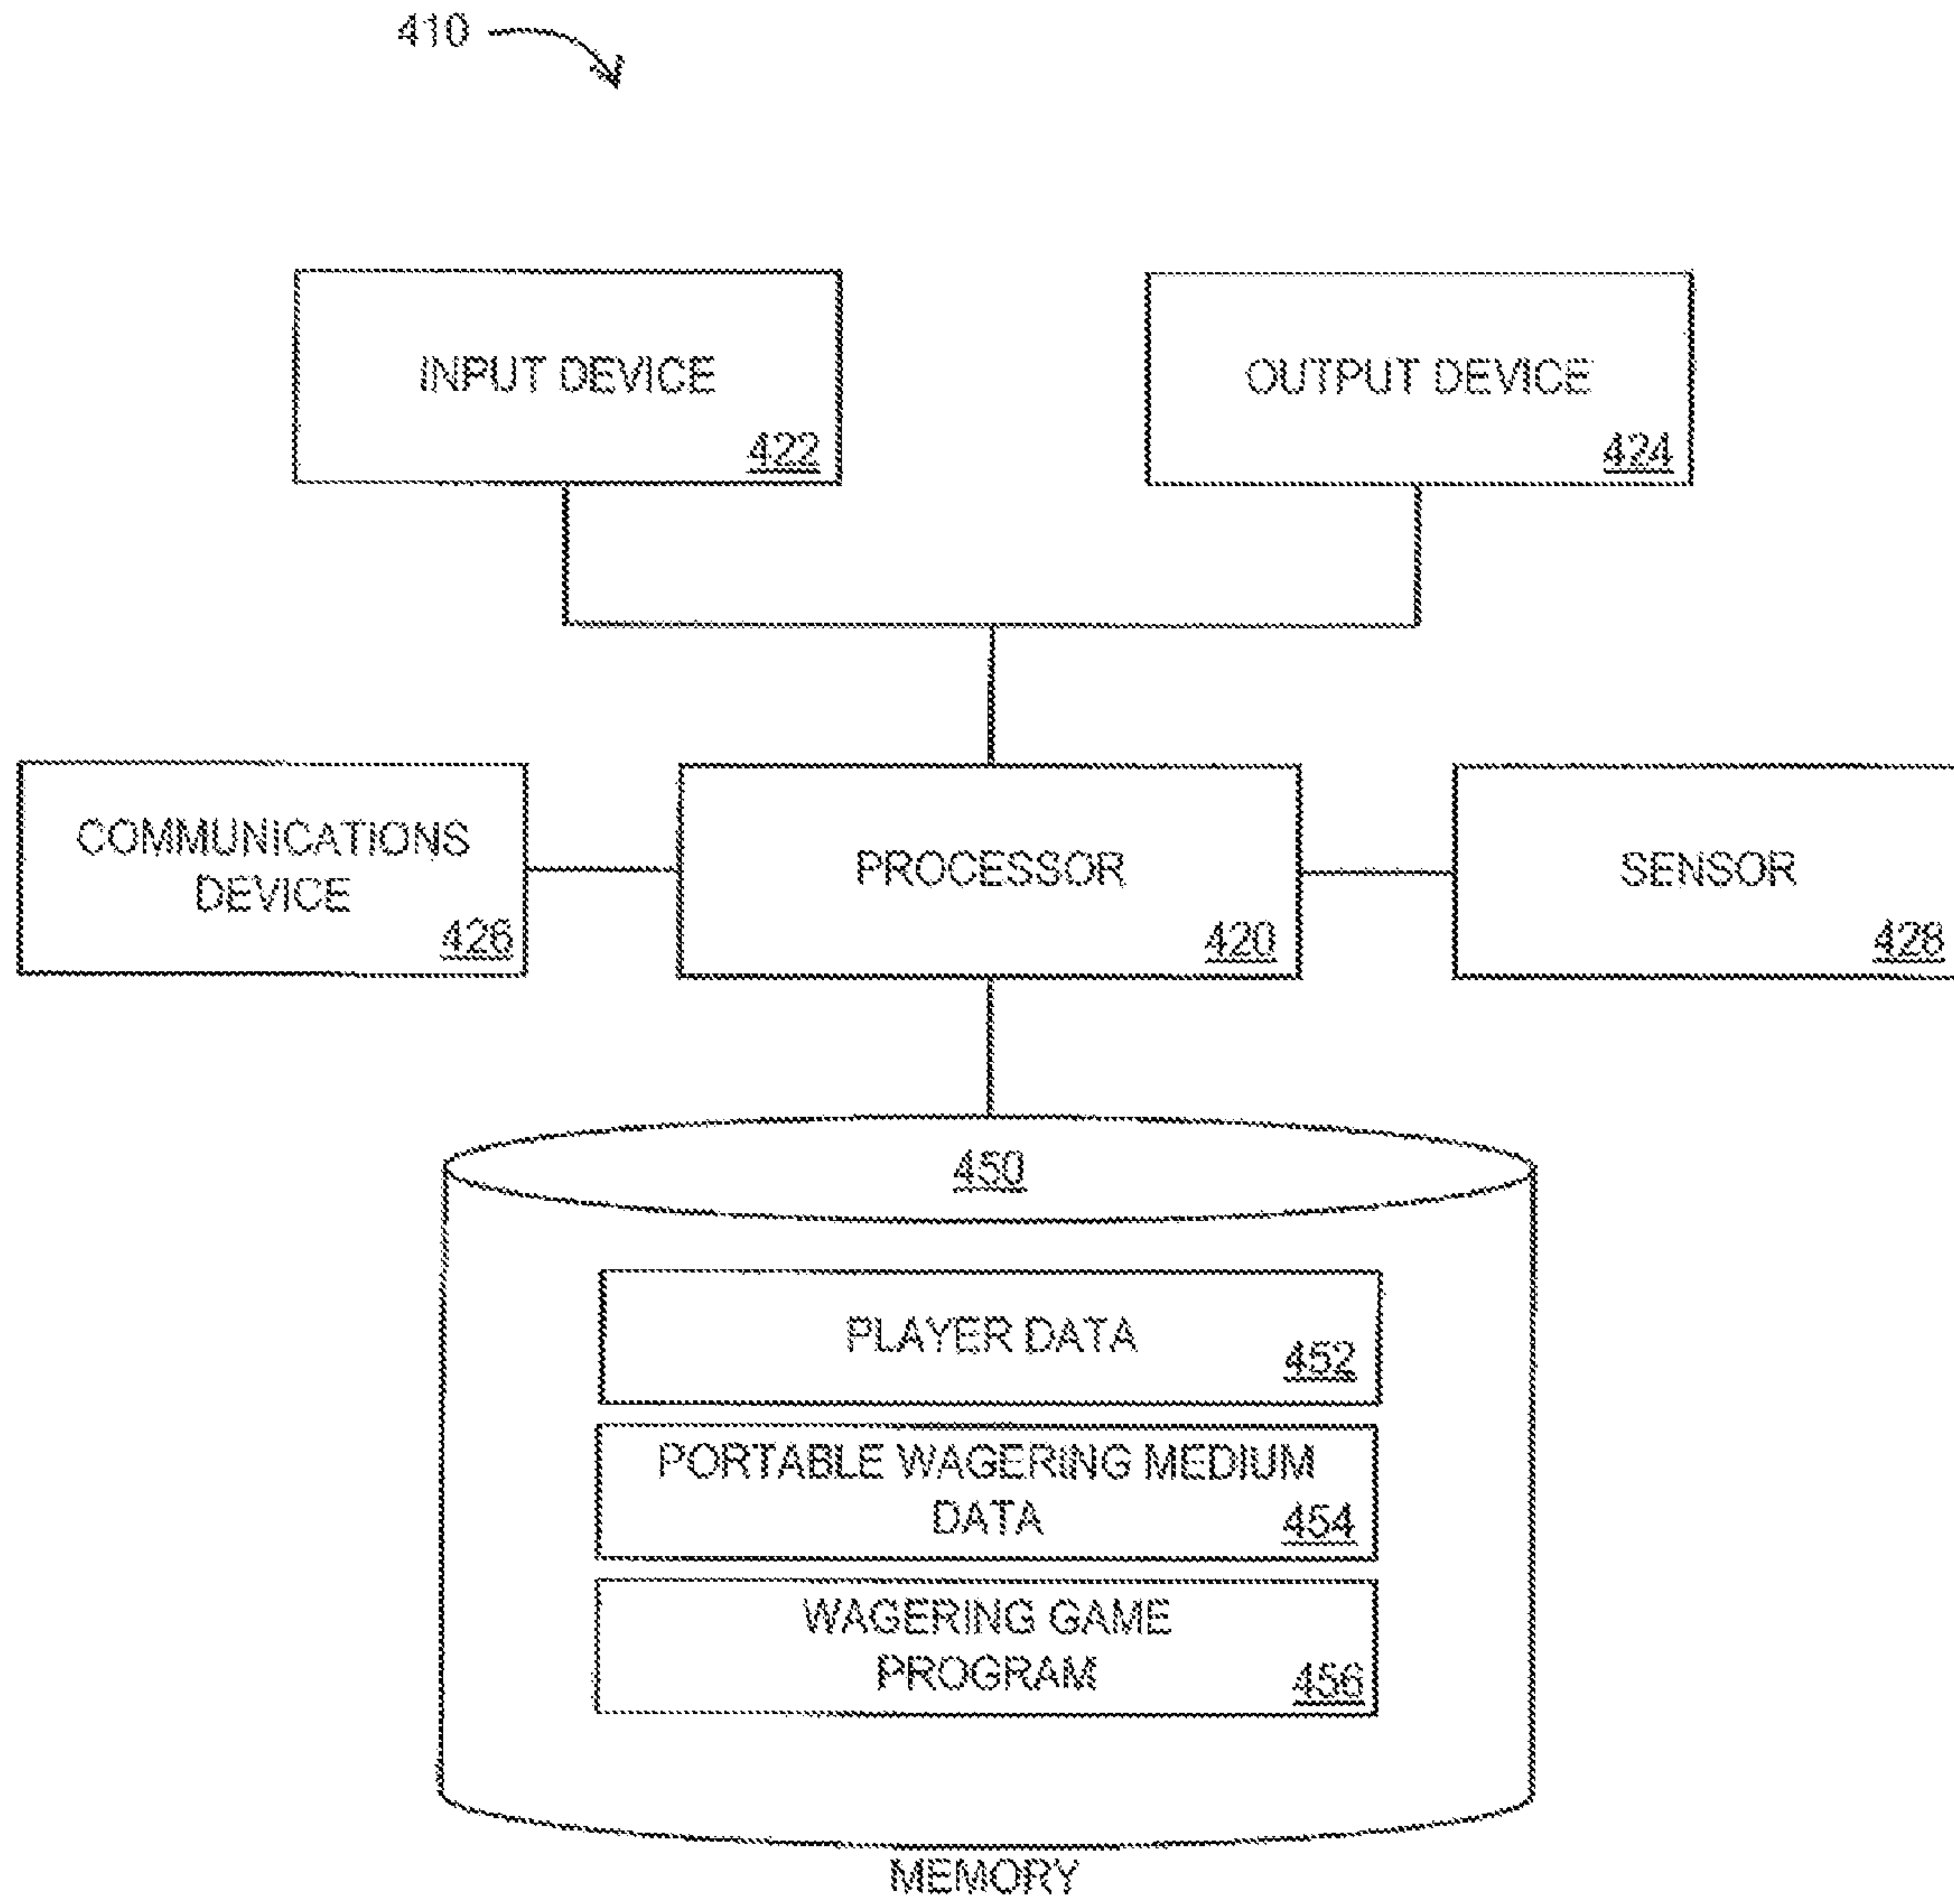 410
INPUT DEVICE
422
OUTPUT DEVICE
424
COMMUNICATIONS
DEVICE
426
PROCESSOR
420
SENSOR
428
450
PLAYER DATA
452
PORTABLE WAGERING MEDIUM
DATA
454
WAGERING GAME
PROGRAM
456
MEMORY